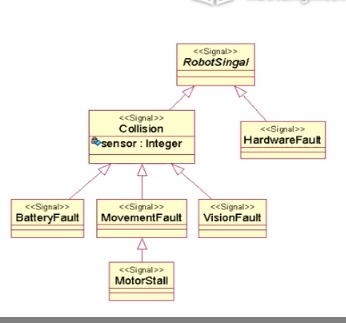 <<Signal>>
RobotSingal
<<Signal>>
Collision
sensor : Integer
<<Signal>>
HardwareFault
<<Signal>>
BatteryFault
<<Signal>>
MovementFault
<<Signal>>
VisionFault
<<Signal>>
MotorStall